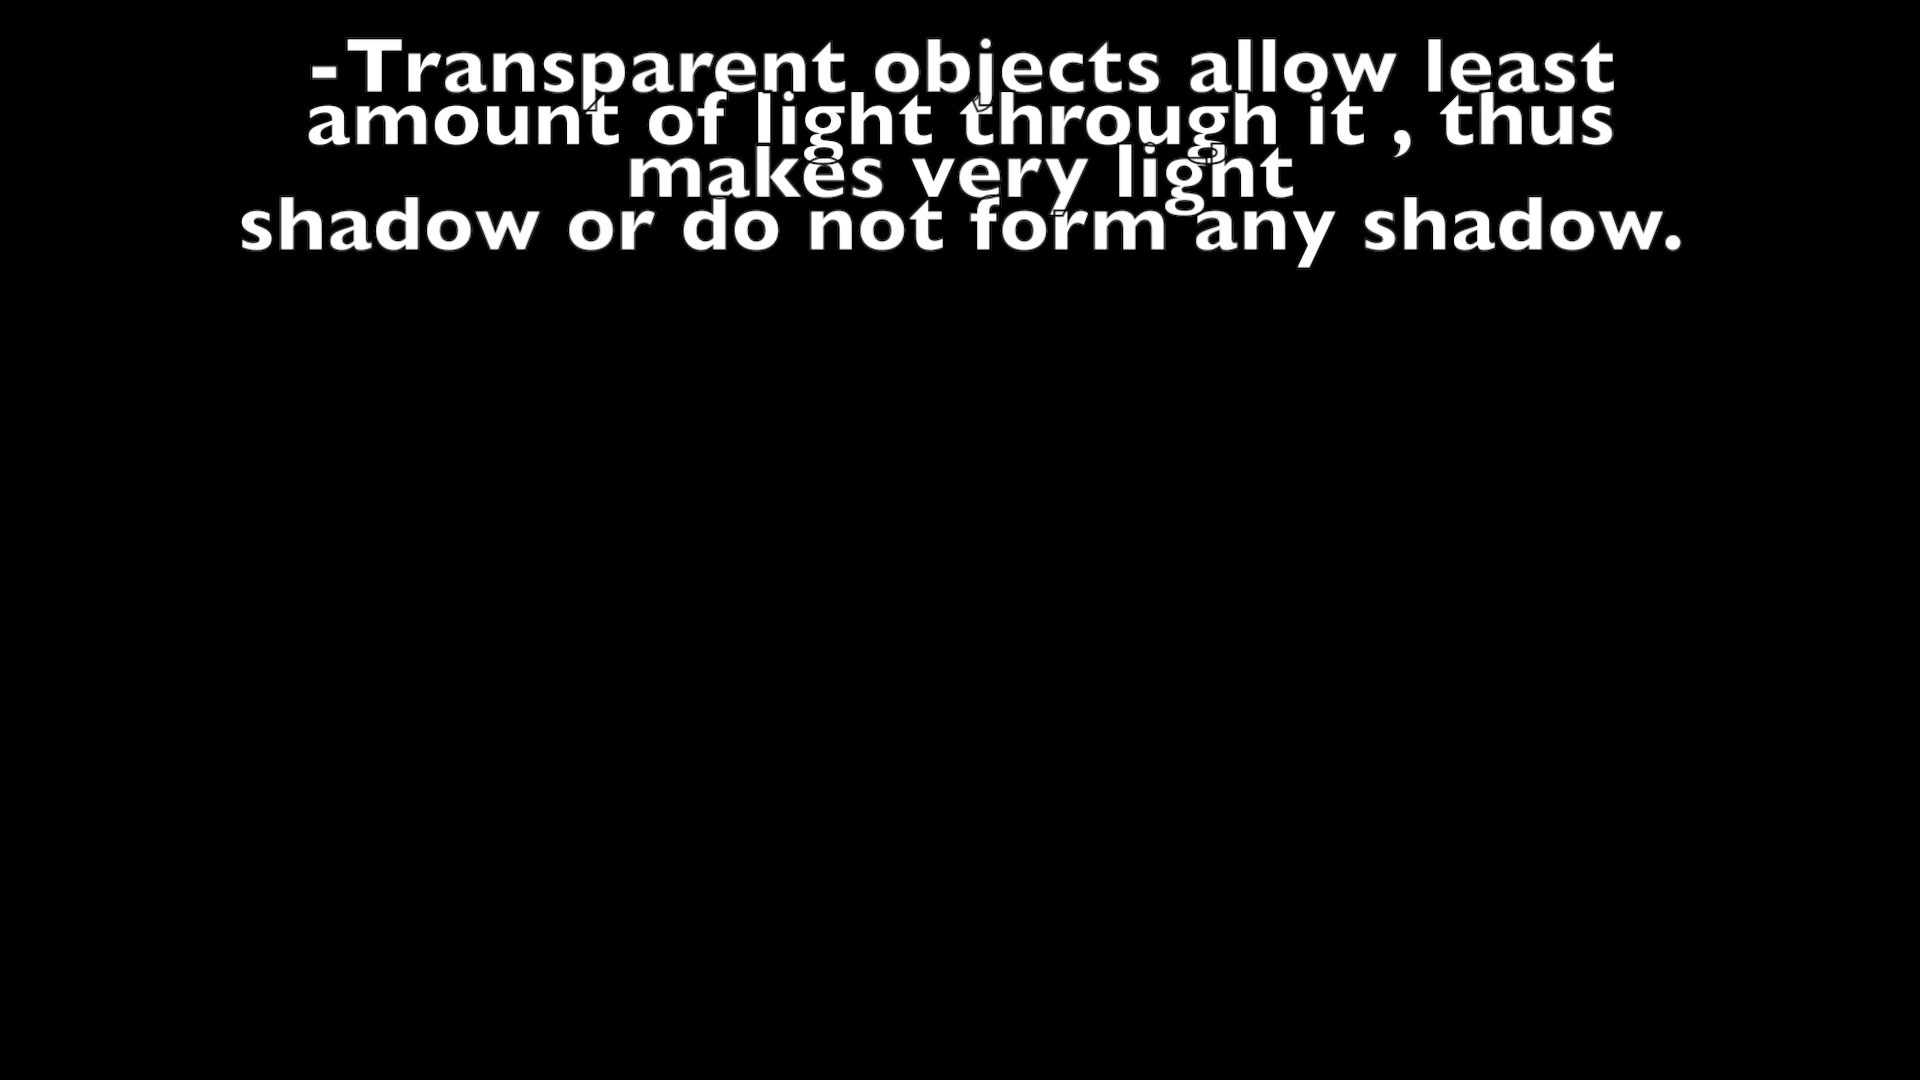 -Transparent objects allow least
amount of light through it , thus
makes very light
shadow or do not form any shadow.